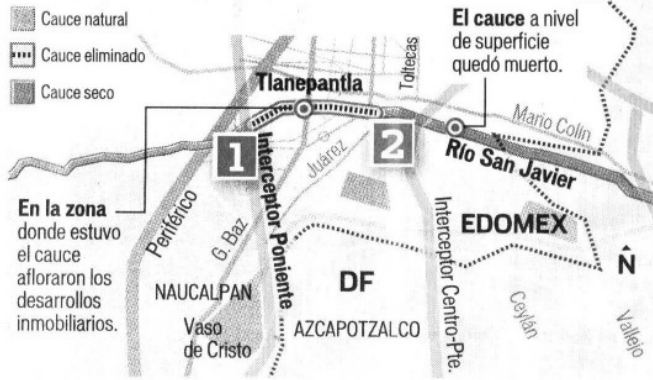 Cauce natural
Cauce eliminado
Cauce seco
El cauce a nivel
de superficie
quedó muerto.
Toltecas
Tlanepantla
Mario Colín
1
2
Río San Javier
Juárez
Interceptor Poniente
En la zona
donde estuvo
el cauce
afloraron los
desarrollos
inmobiliarios.
Periférico
G. Baz
EDOMEX
N
NAUCALPAN
DF
Interceptor Centro-Pte.
Vaso
de Cristo
AZCAPOTZALCO
Ceylán
Vallejo